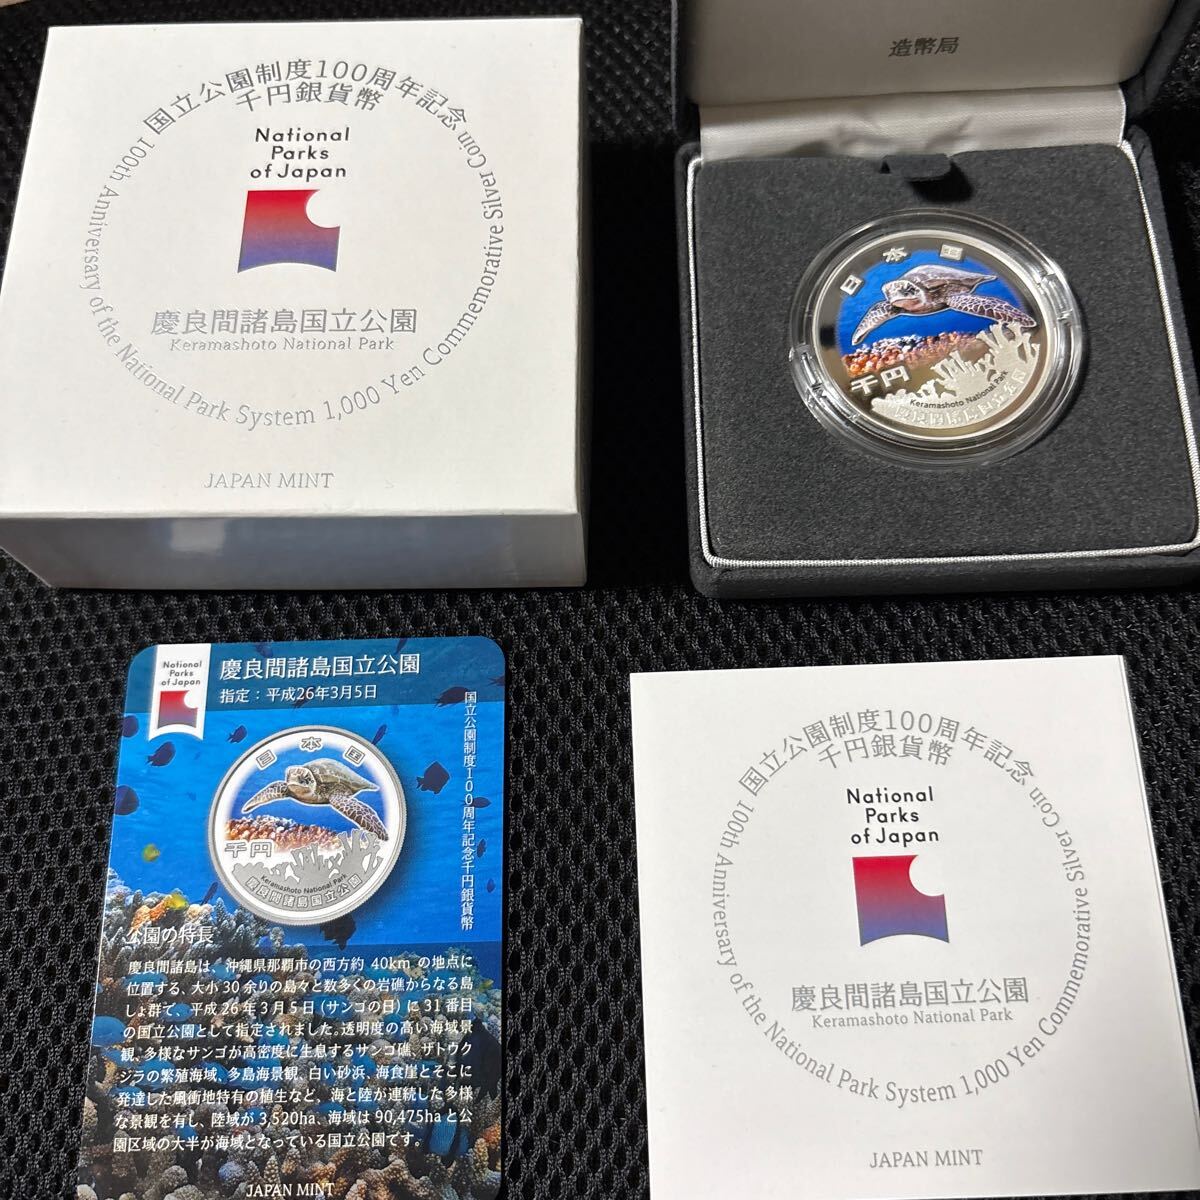 国立公園制度100周年記念
千円銀貨幣
National
Parks
of Japan
慶良間諸島国立公園
Keramashoto National Park
100th Anniversary of the National Park System 1,000 Yen Commemorative Silver Coin
JAPAN MINT
造幣局
日本国
千円
Keramashoto National Park
慶良間諸島国立公園
National
Parks
of Japan
慶良間諸島国立公園
指定：平成26年3月5日
国立公園制度100周年記念千円銀貨幣
日本国
千円
Keramashoto National Park
慶良間諸島国立公園
公園の特長
慶良間諸島は、沖縄県那覇市の西方約 40km の地点に
位置する、大小 30 余りの島々と数多くの岩礁からなる島
しょ群で、平成 26 年 3 月 5 日（サンゴの日）に 31 番目
の国立公園として指定されました。透明度の高い海域景
観、多様なサンゴが高密度に生息するサンゴ礁、ザトウク
ジラの繁殖海域、多島海景観、白い砂浜、海食崖とそこに
発達した風衝地特有の植生など、海と陸が連続した多様
な景観を有し、陸域が 3,520ha、海域は 90,475ha と公
園区域の大半が海域となっている国立公園です。
JAPAN MINT
国立公園制度100周年記念
千円銀貨幣
National
Parks
of Japan
慶良間諸島国立公園
Keramashoto National Park
100th Anniversary of the National Park System 1,000 Yen Commemorative Silver Coin
JAPAN MINT